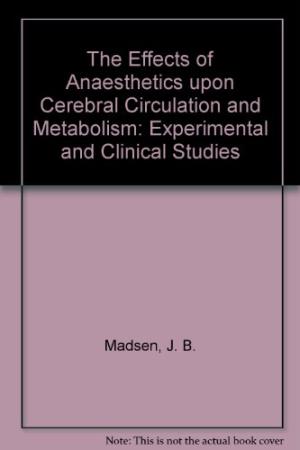 The Effects of
Anaesthetics upon
Cerebral Circulation and
Metabolism: Experimental
and Clinical Studies
Madsen, J. B.
Note: This is not the actual book cover